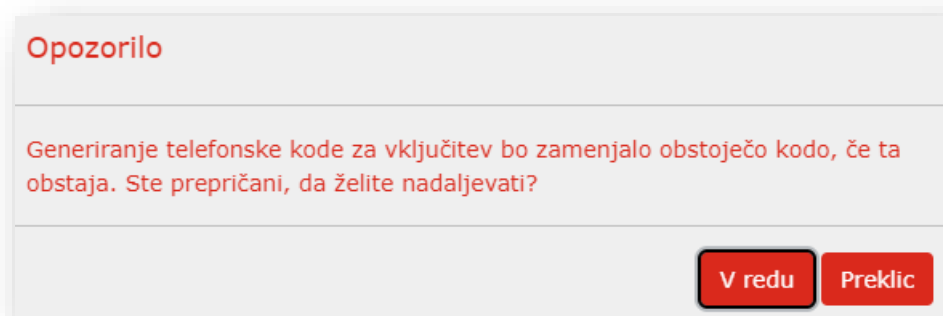 Opozorilo
Generiranje telefonske kode za vključitev bo zamenjalo obstoječo kodo, če ta
obstaja. Ste prepričani, da želite nadaljevati?
V redu Preklic